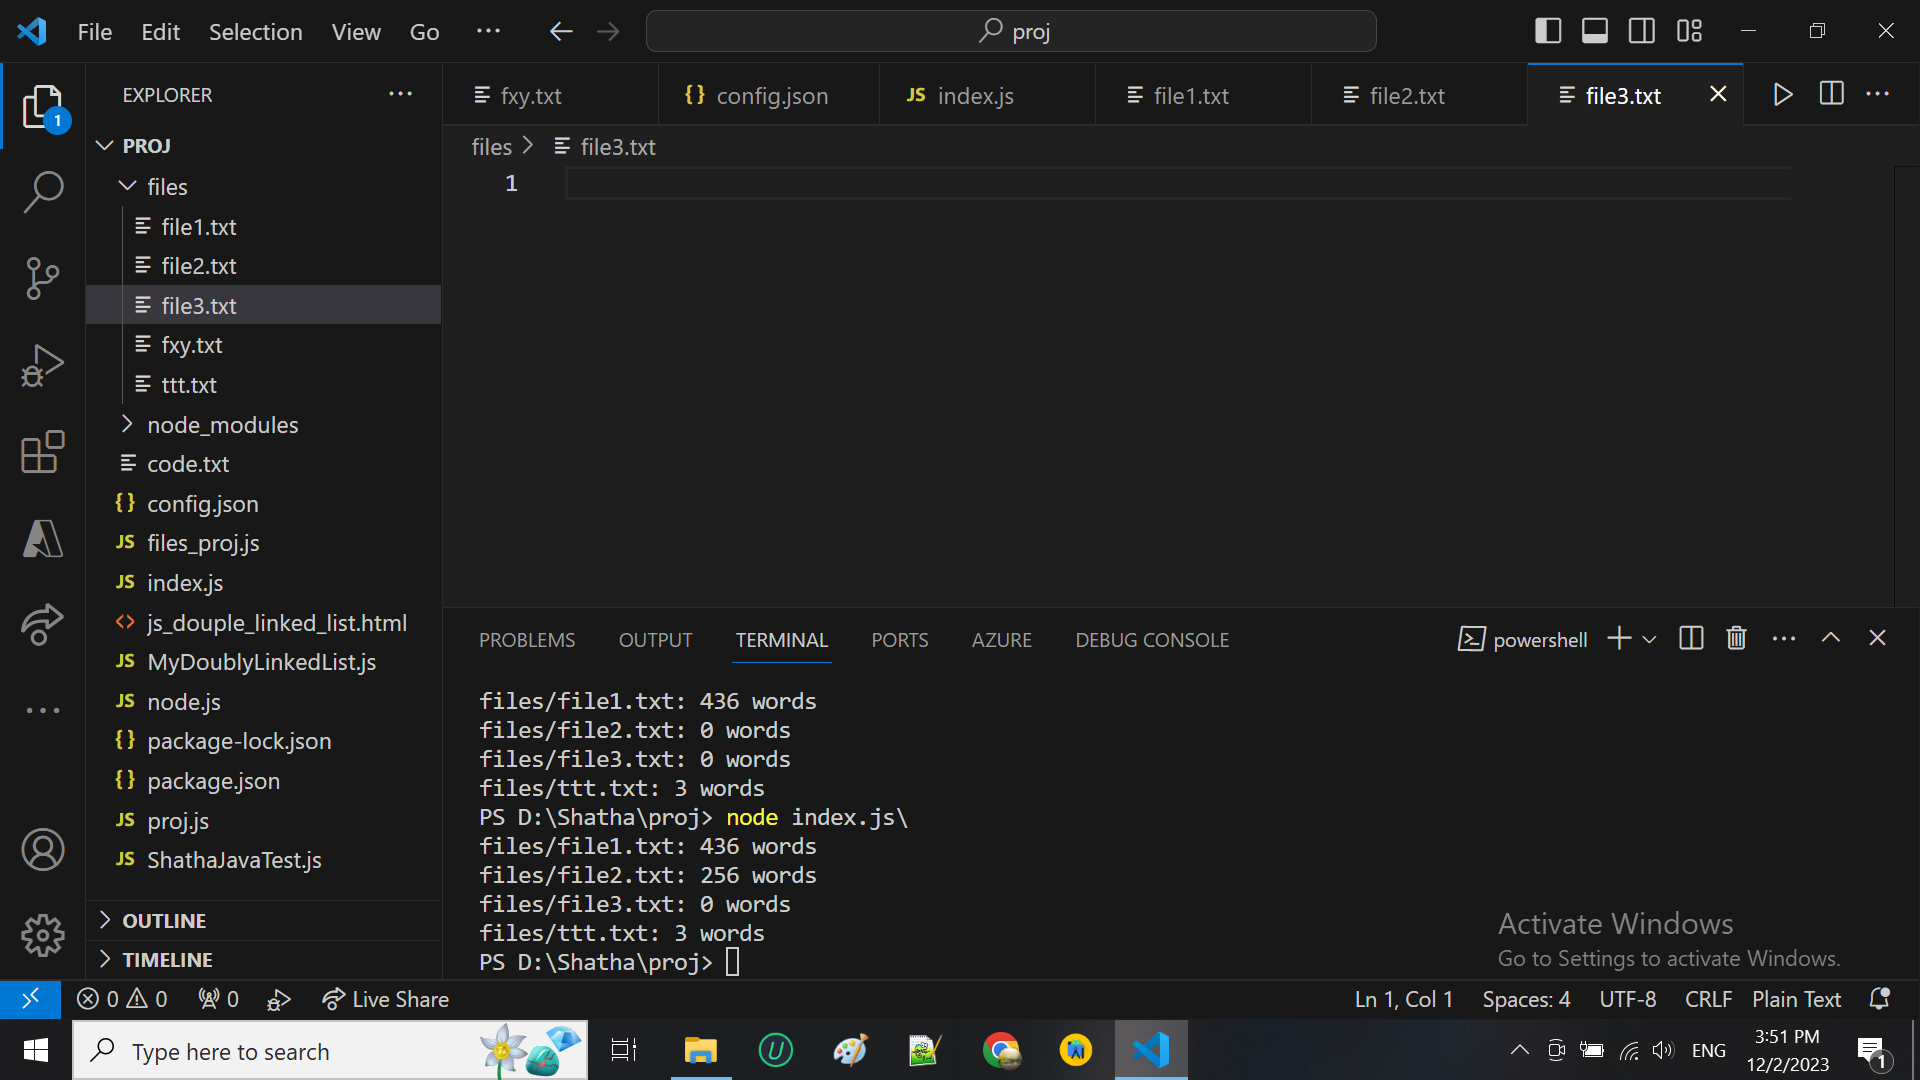 File Edit Selection View Go ··· proj
EXPLORER ···
fxy.txt
{} config.json
JS index.js
file1.txt
file2.txt
file3.txt
files > file3.txt
1
1
PROJ
files
file1.txt
file2.txt
file3.txt
fxy.txt
ttt.txt
node_modules
code.txt
{} config.json
JS files_proj.js
JS index.js
<> js_douple_linked_list.html
JS MyDoublyLinkedList.js
JS node.js
{} package-lock.json
{} package.json
JS proj.js
JS ShathaJavaTest.js
OUTLINE
TIMELINE
PROBLEMS OUTPUT TERMINAL PORTS AZURE DEBUG CONSOLE powershell
files/file1.txt: 436 words
files/file2.txt: 0 words
files/file3.txt: 0 words
files/ttt.txt: 3 words
PS D:\Shatha\proj> node index.js\
files/file1.txt: 436 words
files/file2.txt: 256 words
files/file3.txt: 0 words
files/ttt.txt: 3 words
PS D:\Shatha\proj>
Activate Windows
Go to Settings to activate Windows.
0 0 0 Live Share Ln 1, Col 1 Spaces: 4 UTF-8 CRLF Plain Text
Type here to search
ENG
3:51 PM
12/2/2023
1